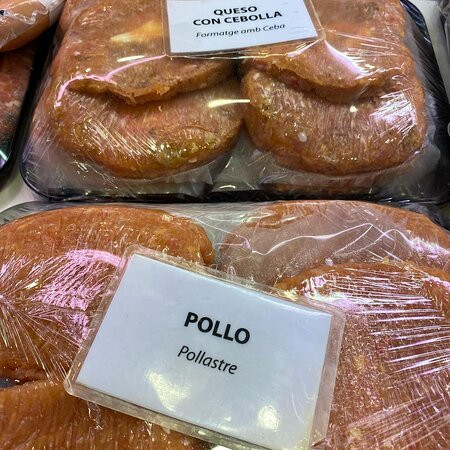 QUESO
CON CEBOLLA
Formatge amb Ceba
POLLO
Pollastre